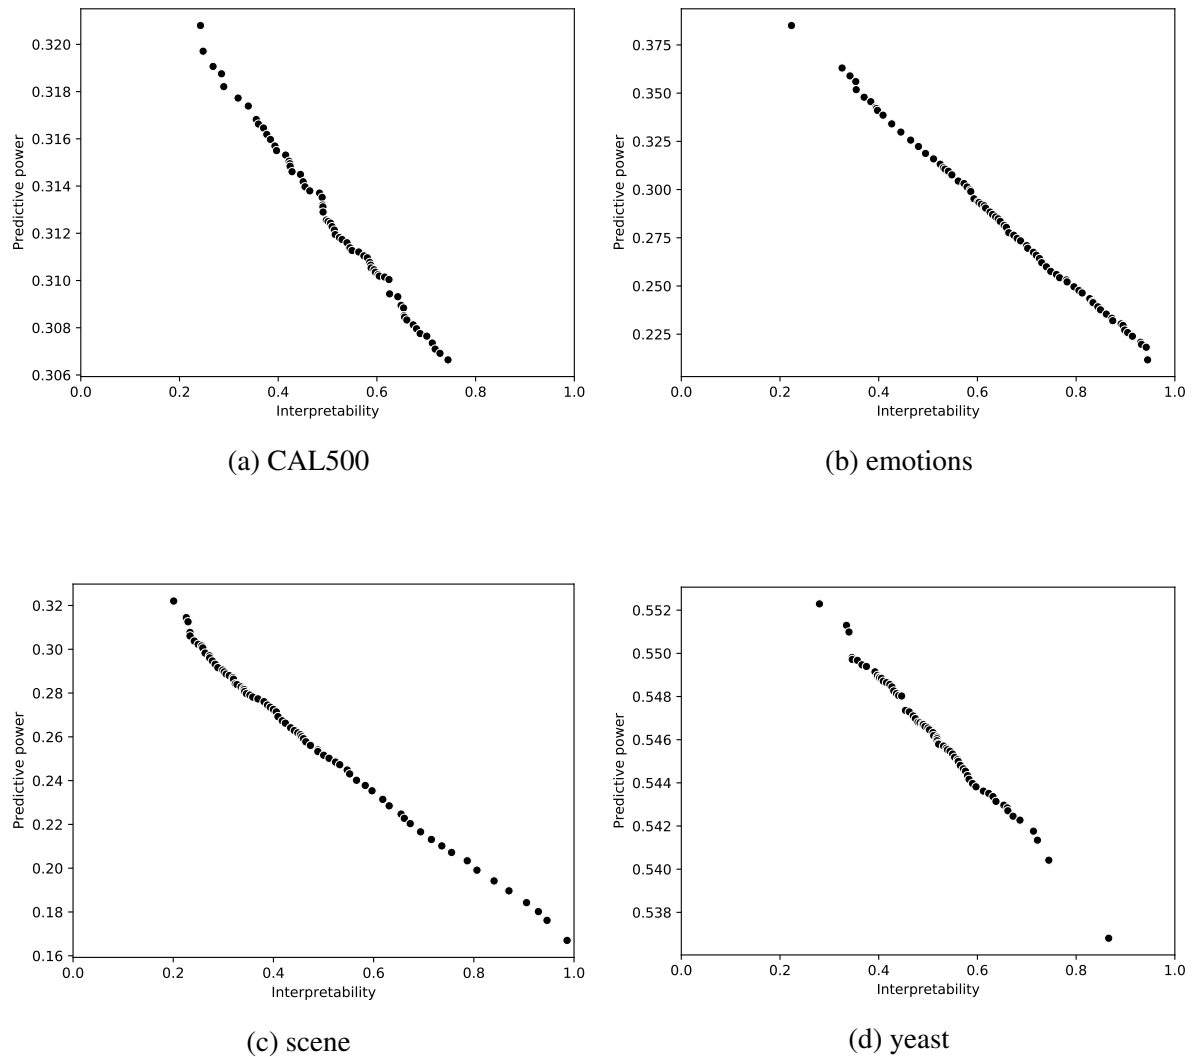 0.320
0.318
0.316
0.314
0.312
0.310
0.308
0.306
Predictive power
0.0 0.2 0.4 0.6 0.8 1.0
Interpretability
(a) CAL500
0.375
0.350
0.325
0.300
0.275
0.250
0.225
Predictive power
0.0 0.2 0.4 0.6 0.8 1.0
Interpretability
(b) emotions
0.32
0.30
0.28
0.26
0.24
0.22
0.20
0.18
0.16
Predictive power
0.0 0.2 0.4 0.6 0.8 1.0
Interpretability
(c) scene
0.552
0.550
0.548
0.546
0.544
0.542
0.540
0.538
Predictive power
0.0 0.2 0.4 0.6 0.8 1.0
Interpretability
(d) yeast